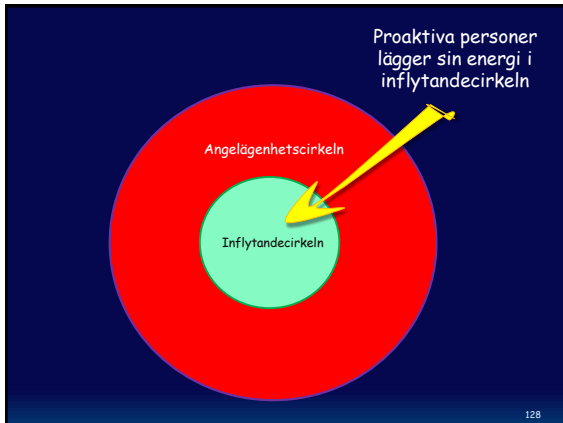 Proaktiva personer
lägger sin energi i
inflytandecirkeln
Angelägenhetscirkeln
Inflytandecirkeln
128